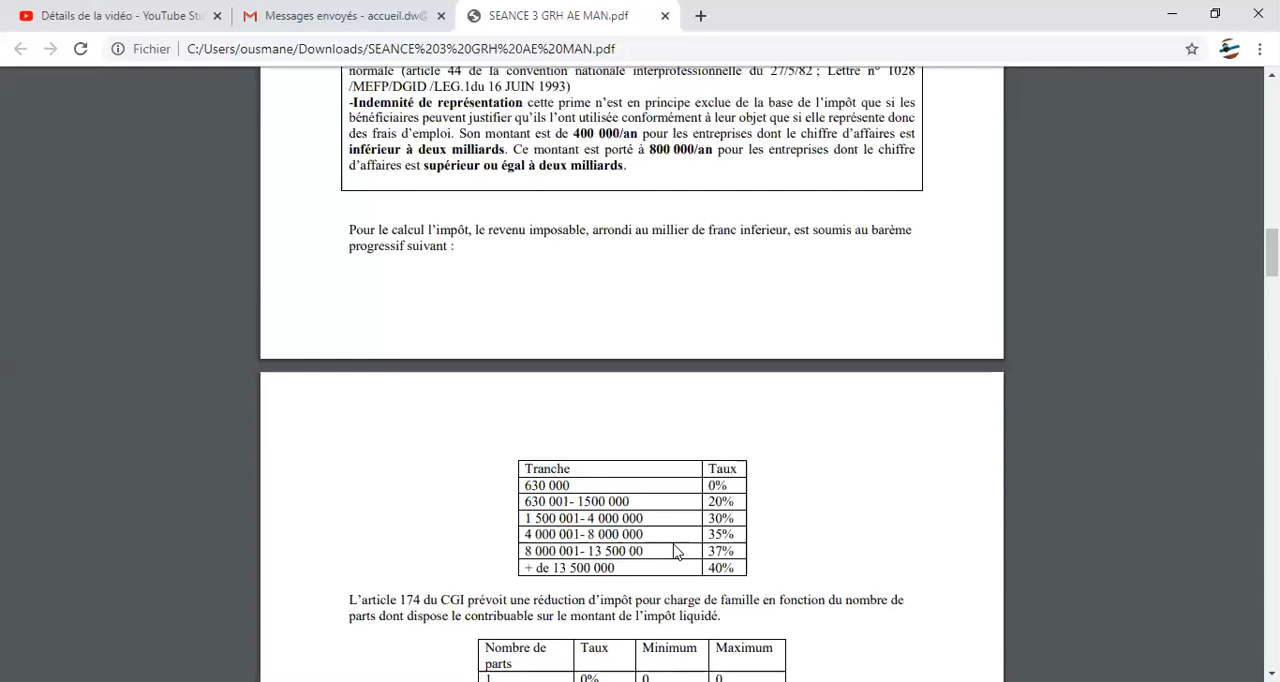 Détails de la vidéo - YouTube Stu
Messages envoyés - accueil.dw@
SEANCE 3 GRH AE MAN.pdf
Fichier
C:/Users/ousmane/Downloads/SEANCE%203%20GRH%20AE%20MAN.pdf
normale (article 44 de la convention nationale interprofessionnelle du 27/5/82 ; Lettre n° 1028
/MEFP/DGID /LEG.1du 16 JUIN 1993)
-Indemnité de représentation cette prime n’est en principe exclue de la base de l’impôt que si les
bénéficiaires peuvent justifier qu’ils l’ont utilisée conformément à leur objet que si elle représente donc
des frais d’emploi. Son montant est de 400 000/an pour les entreprises dont le chiffre d’affaires est
inférieur à deux milliards. Ce montant est porté à 800 000/an pour les entreprises dont le chiffre
d’affaires est supérieur ou égal à deux milliards.
Pour le calcul l’impôt, le revenu imposable, arrondi au millier de franc inferieur, est soumis au barème
progressif suivant :
Tranche Taux
630 000 0%
630 001- 1500 000 20%
1 500 001- 4 000 000 30%
4 000 001- 8 000 000 35%
8 000 001- 13 500 00 37%
+ de 13 500 000 40%
L’article 174 du CGI prévoit une réduction d’impôt pour charge de famille en fonction du nombre de
parts dont dispose le contribuable sur le montant de l’impôt liquidé.
Nombre de Taux Minimum Maximum
parts
1 0% 0 0